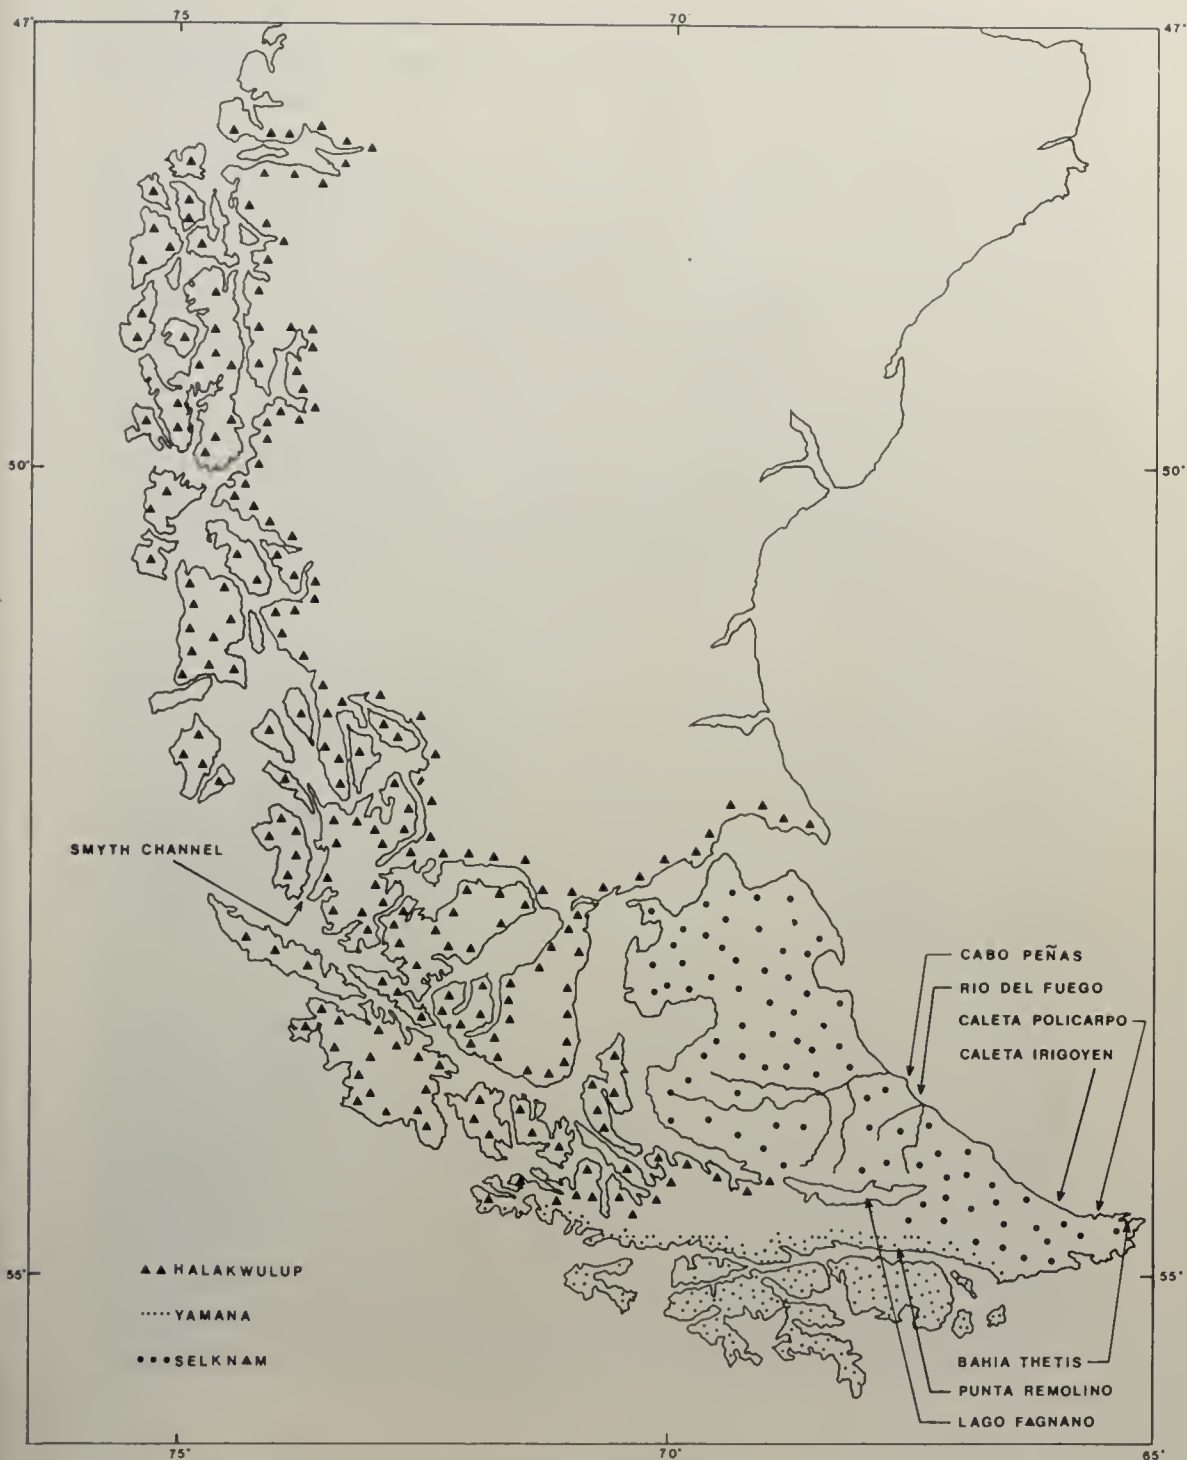 75 70
47° 47°
50° 50°
SMYTH CHANNEL
CABO PEÑAS
RIO DEL FUEGO
CALETA POLICARPO
CALETA IRIGOYEN
55° 55°
HALAKWULUP
YAMANA
SELKNAM
BAHIA THETIS
PUNTA REMOLINO
LAGO FAGNANO
75° 70° 65°